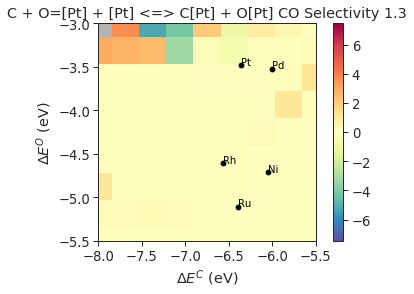 C + O=[Pt] + [Pt] <=> C[Pt] + O[Pt] CO Selectivity 1.3
−3.0
−3.5
−4.0
−4.5
−5.0
−5.5
ΔE^O (eV)
Pt
Pd
Rh
Ni
Ru
−8.0 −7.5 −7.0 −6.5 −6.0 −5.5
ΔE^C (eV)
6
4
2
0
−2
−4
−6